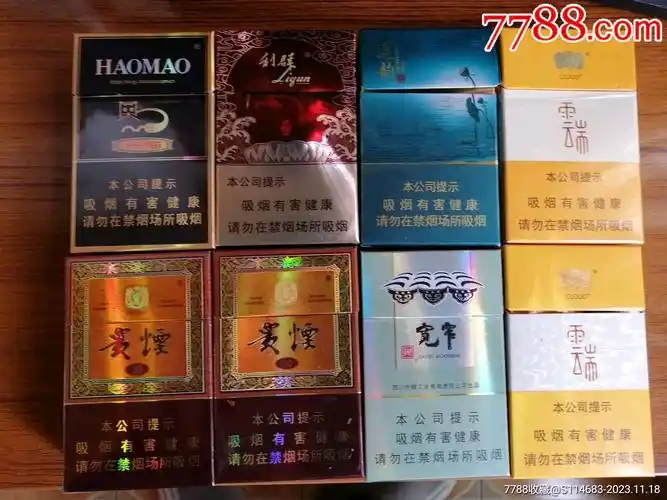 7788.com
HAOMAO
本公司提示
吸烟有害健康
请勿在禁烟场所吸烟
利群
Liqun
本公司提示
吸烟有害健康
请勿在禁烟场所吸烟
本公司提示
吸烟有害健康
请勿在禁烟场所吸烟
雲端
本公司提示
吸烟有害健康
请勿在禁烟场所吸烟
貴煙
本公司提示
吸烟有害健康
请勿在禁烟场所吸烟
貴煙
本公司提示
吸烟有害健康
请勿在禁烟场所吸烟
宽窄
本公司提示
吸烟有害健康
请勿在禁烟场所吸烟
雲端
本公司提示
吸烟有害健康
请勿在禁烟场所吸烟
7788收藏@S114683-2023.11.18